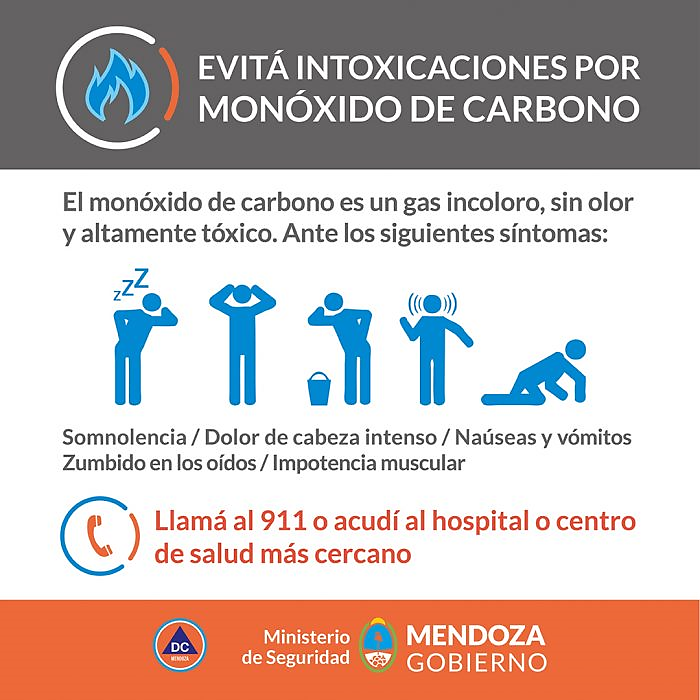 EVITÁ INTOXICACIONES POR
MONÓXIDO DE CARBONO
El monóxido de carbono es un gas incoloro, sin olor
y altamente tóxico. Ante los siguientes síntomas:
zZZ
Somnolencia / Dolor de cabeza intenso / Naúseas y vómitos
Zumbido en los oídos / Impotencia muscular
Llamá al 911 o acudí al hospital o centro
de salud más cercano
DC
MENDOZA
Ministerio
de Seguridad
MENDOZA
GOBIERNO